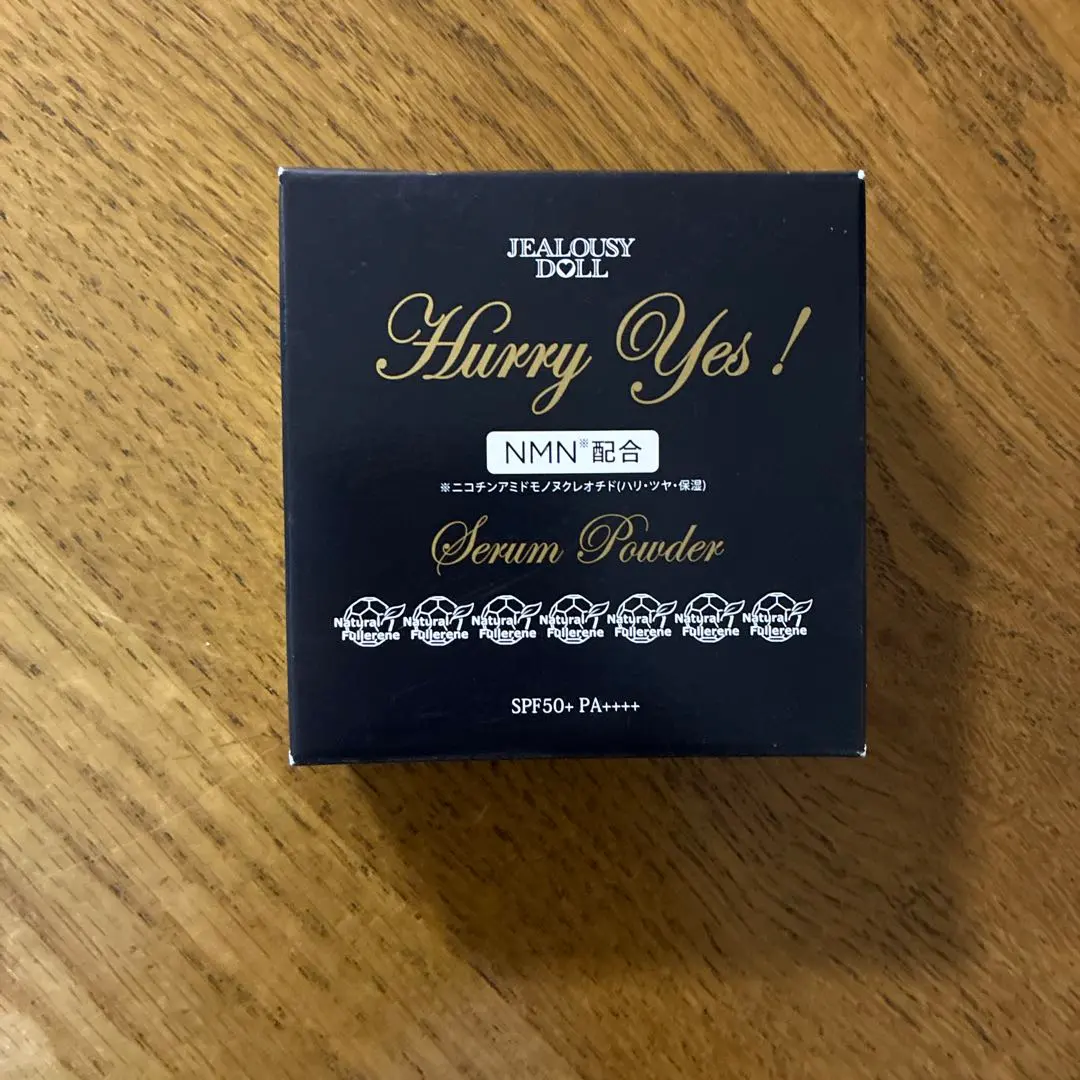 JEALOUSY
DOLL
Hurry Yes !
NMN※配合
※ニコチンアミドモノヌクレオチド(ハリ・ツヤ・保湿)
Serum Powder
Natural Natural Natural Natural Natural Natural Natural
Fullerene Fullerene Fullerene Fullerene Fullerene Fullerene Fullerene
SPF50+ PA++++